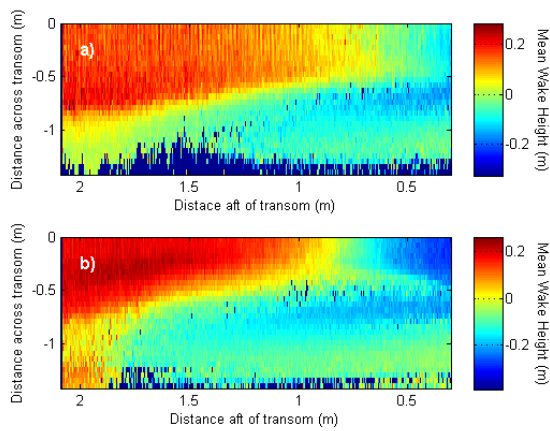 0
-0.5
-1
Distance across transom (m)
a)
2
1.5
1
0.5
Distace aft of transom (m)
0.2
0
-0.2
Mean Wake Height (m)
0
-0.5
-1
Distance across transom (m)
b)
2
1.5
1
0.5
Distance aft of transom (m)
0.2
0
-0.2
Mean Wake Height (m)